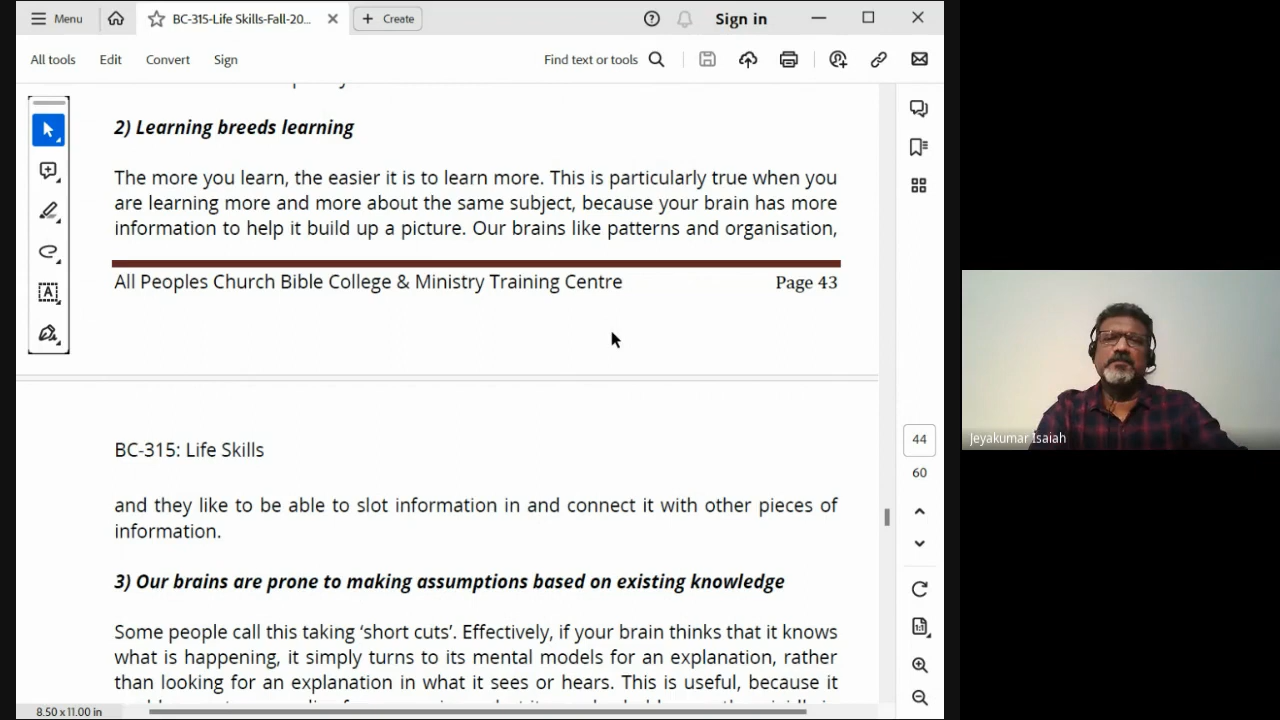 Menu
BC-315-Life Skills-Fall-20...
Create
Sign in
All tools
Edit
Convert
Sign
Find text or tools
2) Learning breeds learning
The more you learn, the easier it is to learn more. This is particularly true when you
are learning more and more about the same subject, because your brain has more
information to help it build up a picture. Our brains like patterns and organisation,
All Peoples Church Bible College & Ministry Training Centre
Page 43
BC-315: Life Skills
and they like to be able to slot information in and connect it with other pieces of
information.
3) Our brains are prone to making assumptions based on existing knowledge
Some people call this taking ‘short cuts’. Effectively, if your brain thinks that it knows
what is happening, it simply turns to its mental models for an explanation, rather
than looking for an explanation in what it sees or hears. This is useful, because it
8.50 x 11.00 in
44
60
Jeyakumar Isaiah